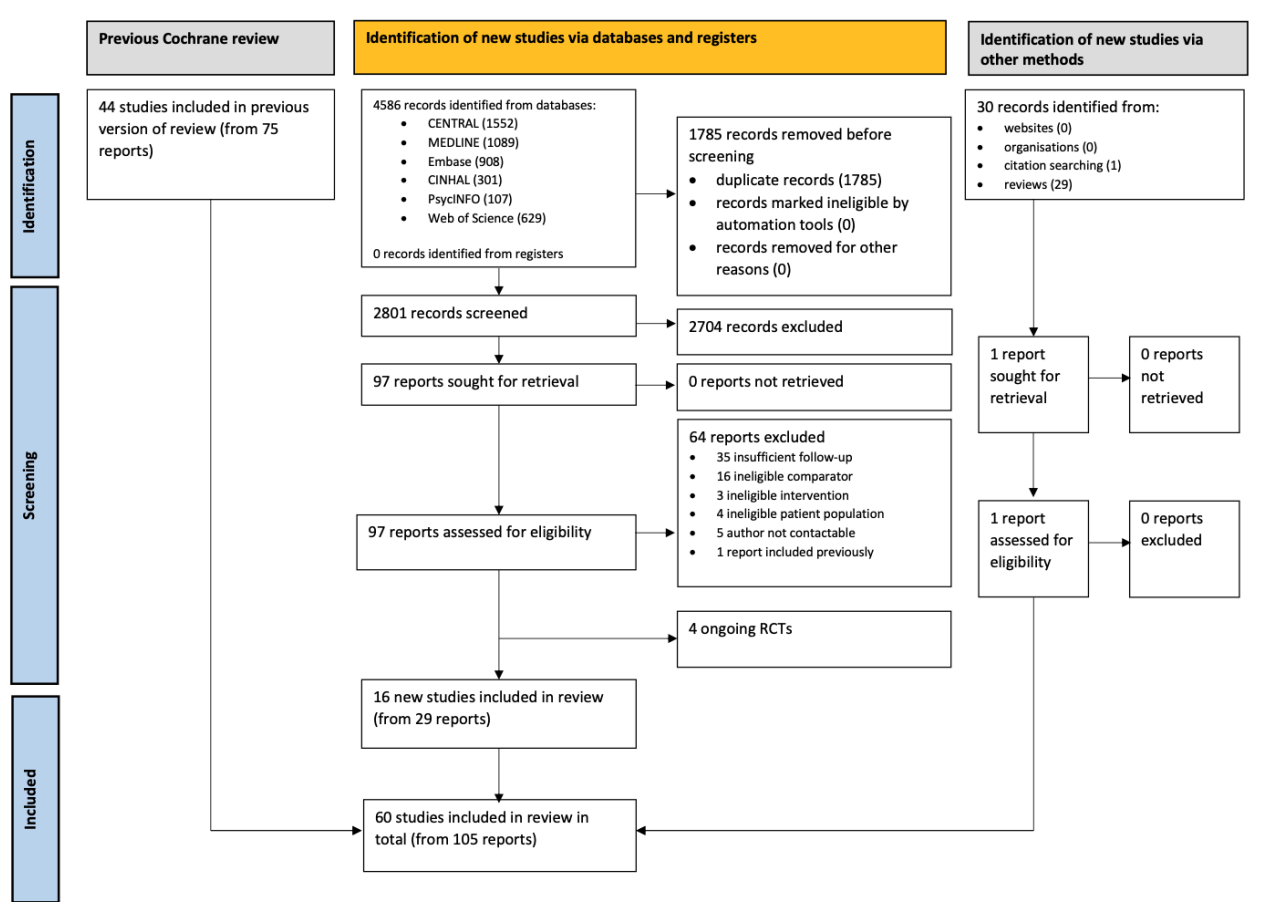 Previous Cochrane review
Identification of new studies via databases and registers
Identification of new studies via
other methods
Identification
44 studies included in previous
version of review (from 75
reports)
4586 records identified from databases:
• CENTRAL (1552)
• MEDLINE (1089)
• Embase (908)
• CINHAL (301)
• PsycINFO (107)
• Web of Science (629)
0 records identified from registers
1785 records removed before
screening
• duplicate records (1785)
• records marked ineligible by
automation tools (0)
• records removed for other
reasons (0)
30 records identified from:
• websites (0)
• organisations (0)
• citation searching (1)
• reviews (29)
Screening
2801 records screened
2704 records excluded
97 reports sought for retrieval
0 reports not retrieved
1 report
sought for
retrieval
0 reports
not
retrieved
97 reports assessed for eligibility
64 reports excluded
• 35 insufficient follow-up
• 16 ineligible comparator
• 3 ineligible intervention
• 4 ineligible patient population
• 5 author not contactable
• 1 report included previously
1 report
assessed for
eligibility
0 reports
excluded
4 ongoing RCTs
Included
16 new studies included in review
(from 29 reports)
60 studies included in review in
total (from 105 reports)